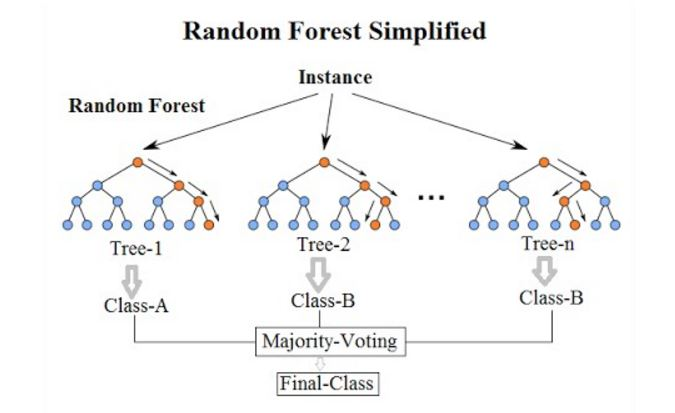 Random Forest Simplified
Instance
Random Forest
...
Tree-1
Tree-2
Tree-n
Class-A
Class-B
Class-B
Majority-Voting
Final-Class